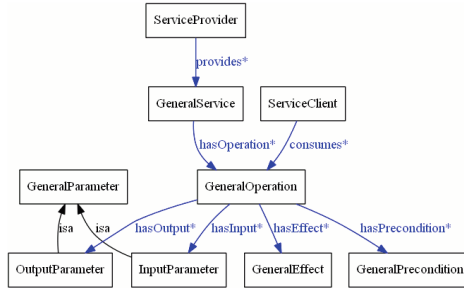 ServiceProvider
provides*
GeneralService
ServiceClient
hasOperation*
consumes*
GeneralParameter
GeneralOperation
isa
isa
hasOutput*
hasInput*
hasEffect*
hasPrecondition*
OutputParameter
InputParameter
GeneralEffect
GeneralPrecondition